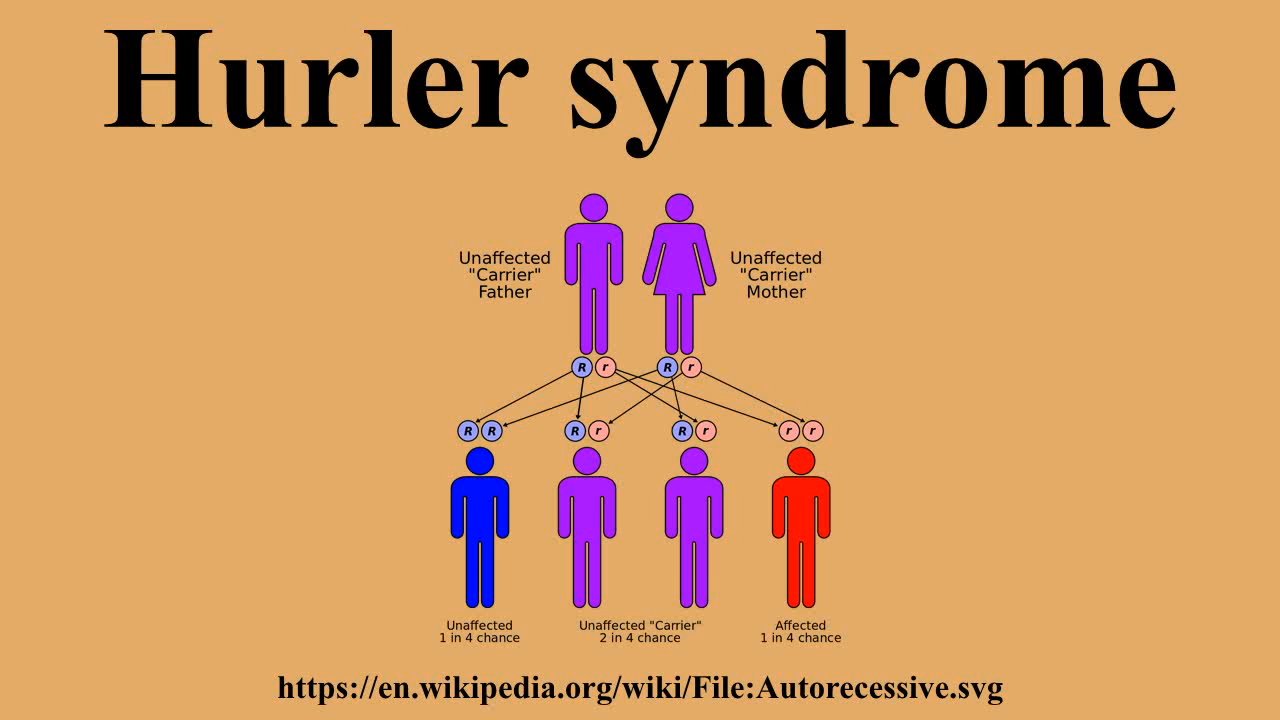 Hurler syndrome
Unaffected
"Carrier"
Father
Unaffected
"Carrier"
Mother
R r R r
R R R r R r r r
Unaffected
1 in 4 chance
Unaffected "Carrier"
2 in 4 chance
Affected
1 in 4 chance
https://en.wikipedia.org/wiki/File:Autorecessive.svg